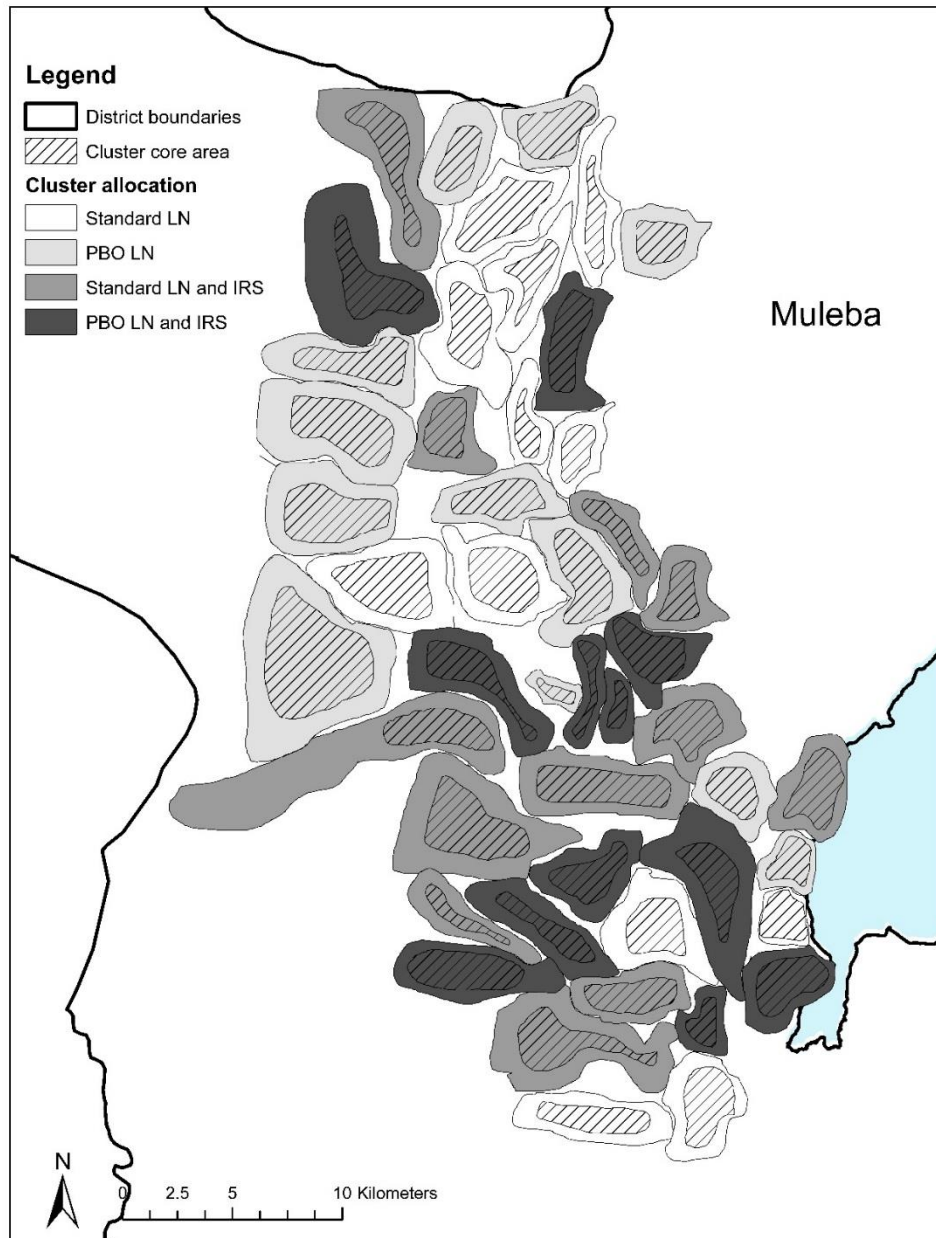 Legend
District boundaries
Cluster core area
Cluster allocation
Standard LN
PBO LN
Standard LN and IRS
PBO LN and IRS
Muleba
N
0 2.5 5 10 Kilometers